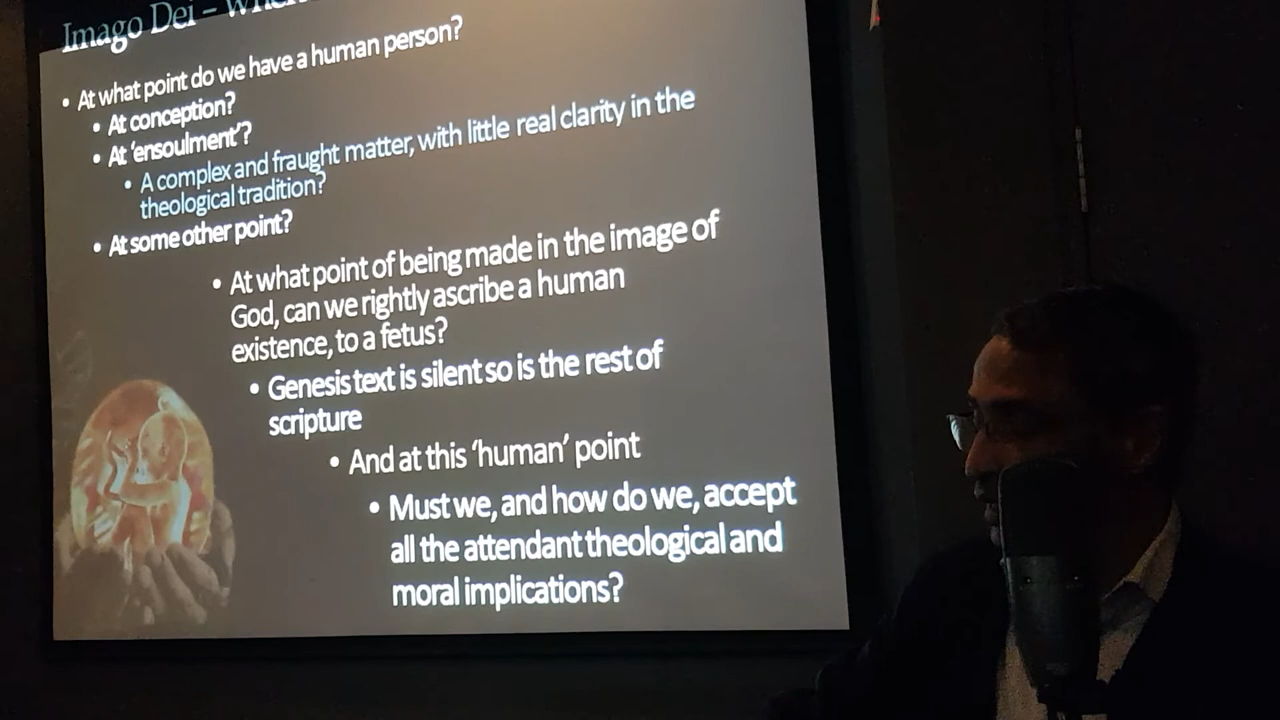 Imago Dei –
• At what point do we have a human person?
• At conception?
• At ‘ensoulment’?
• A complex and fraught matter, with little real clarity in the
theological tradition?
• At some other point?
• At what point of being made in the image of
God, can we rightly ascribe a human
existence, to a fetus?
• Genesis text is silent so is the rest of
scripture
• And at this ‘human’ point
• Must we, and how do we, accept
all the attendant theological and
moral implications?